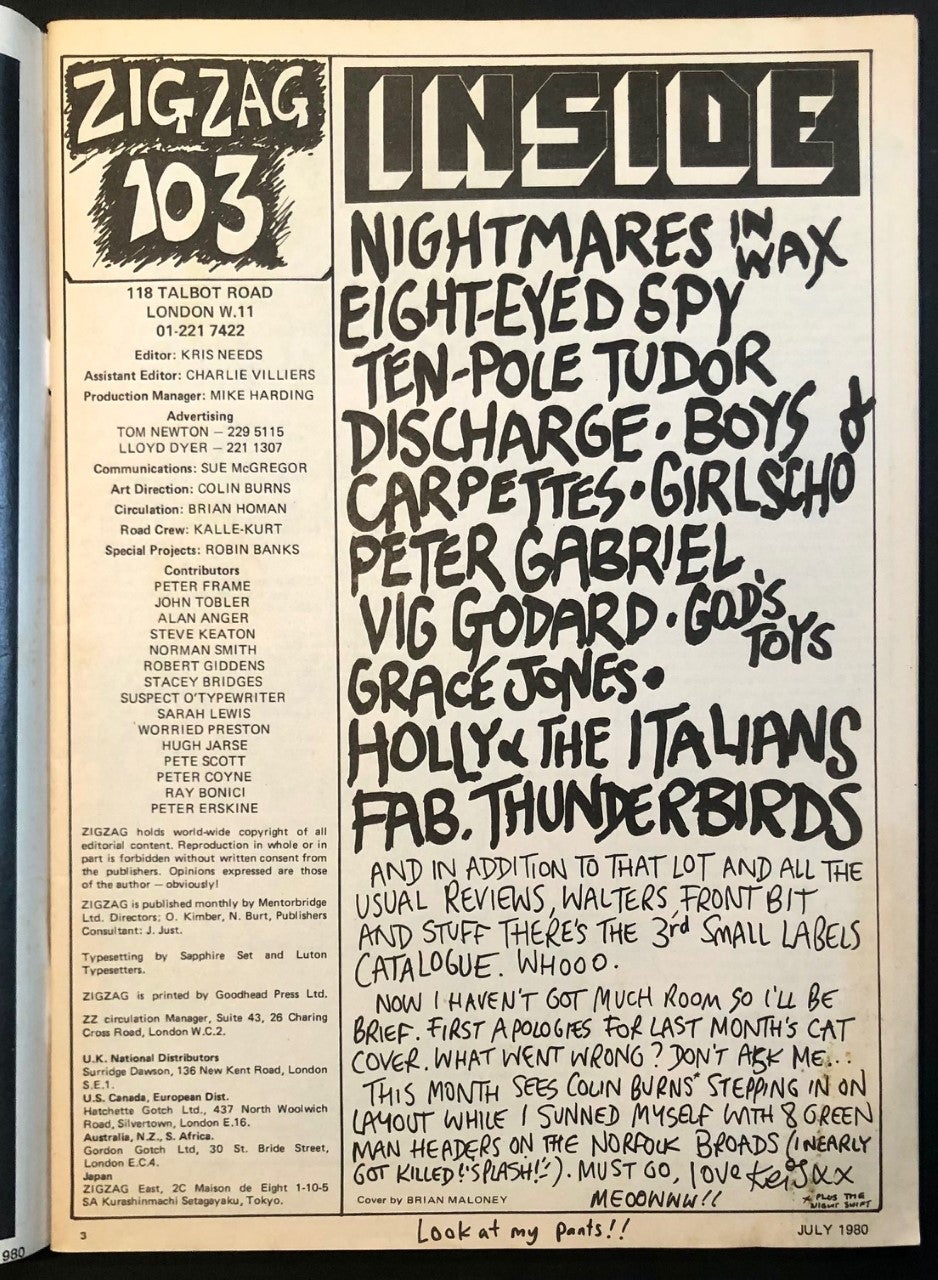 ZIGZAG
103
118 TALBOT ROAD
LONDON W.11
01-221 7422
Editor: KRIS NEEDS
Assistant Editor: CHARLIE VILLIERS
Production Manager: MIKE HARDING
Advertising
TOM NEWTON – 229 5115
LLOYD DYER – 221 1307
Communications: SUE McGREGOR
Art Direction: COLIN BURNS
Circulation: BRIAN HOMAN
Road Crew: KALLE-KURT
Special Projects: ROBIN BANKS
Contributors
PETER FRAME
JOHN TOBLER
ALAN ANGER
STEVE KEATON
NORMAN SMITH
ROBERT GIDDENS
STACEY BRIDGES
SUSPECT O'TYPEWRITER
SARAH LEWIS
WORRIED PRESTON
HUGH JARSE
PETE SCOTT
PETER COYNE
RAY BONICI
PETER ERSKINE
ZIGZAG holds world-wide copyright of all
editorial content. Reproduction in whole or in
part is forbidden without written consent from
the publishers. Opinions expressed are those
of the author – obviously!
ZIGZAG is published monthly by Mentorbridge
Ltd. Directors; O. Kimber, N. Burt, Publishers
Consultant: J. Just.
Typesetting by Sapphire Set and Luton
Typesetters.
ZIGZAG is printed by Goodhead Press Ltd.
ZZ circulation Manager, Suite 43, 26 Charing
Cross Road, London W.C.2.
U.K. National Distributors
Surridge Dawson, 136 New Kent Road, London
S.E.1.
U.S. Canada, European Dist.
Hatchette Gotch Ltd., 437 North Woolwich
Road, Silvertown, London E.16.
Australia, N.Z., S. Africa.
Gordon Gotch Ltd, 30 St. Bride Street,
London E.C.4.
Japan
ZIGZAG East, 2C Maison de Eight 1-10-5
SA Kurashinmachi Setagayaku, Tokyo.
3
INSIDE
NIGHTMARES IN WAX
EIGHT-EYED SPY
TEN-POLE TUDOR
DISCHARGE · BOYS &
CARPETTES · GIRLSCHO
PETER GABRIEL.
VIG GODARD · GOD'S TOYS
GRACE JONES ·
HOLLY & THE ITALIANS
FAB. THUNDERBIRDS
AND IN ADDITION TO THAT LOT AND ALL THE
USUAL REVIEWS, WALTERS, FRONT BIT
AND STUFF THERE'S THE 3rd SMALL LABELS
CATALOGUE. WHOOO.
NOW I HAVEN'T GOT MUCH ROOM SO I'LL BE
BRIEF. FIRST APOLOGIES FOR LAST MONTH'S CAT
COVER. WHAT WENT WRONG? DON'T ASK ME...
THIS MONTH SEES COLIN BURNS* STEPPING IN ON
LAYOUT WHILE I SUNNED MYSELF WITH 8 GREEN
MAN HEADERS ON THE NORFOLK BROADS (I NEARLY
GOT KILLED! 'SPLASH!'). MUST GO, love Kris xx
MEOOWWW!!
* PLUS THE
NIGHT SHIFT
Cover by BRIAN MALONEY
Look at my pants!!
JULY 1980
980